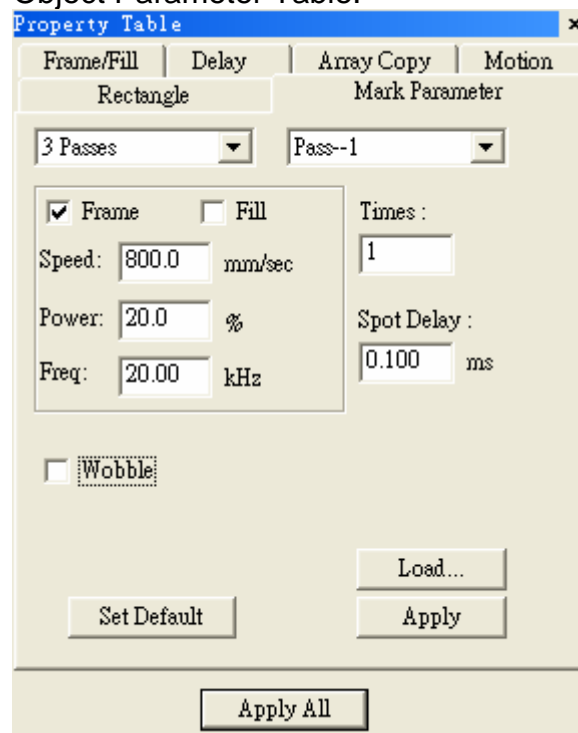 Object Parameter Table:
Property Table ×
Frame/Fill Delay Array Copy Motion
Rectangle Mark Parameter
3 Passes Pass--1
Frame Fill Times :
Speed: 800.0 mm/sec 1
Power: 20.0 % Spot Delay :
Freq: 20.00 kHz 0.100 ms
Wobble
Load...
Set Default Apply
Apply All